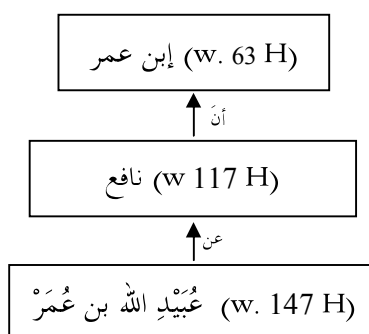 إبن عمر (w. 63 H)
أنَ
نافع (w 117 H)
عن
عُبَيْدِ الله بن عُمَرْ (w. 147 H)